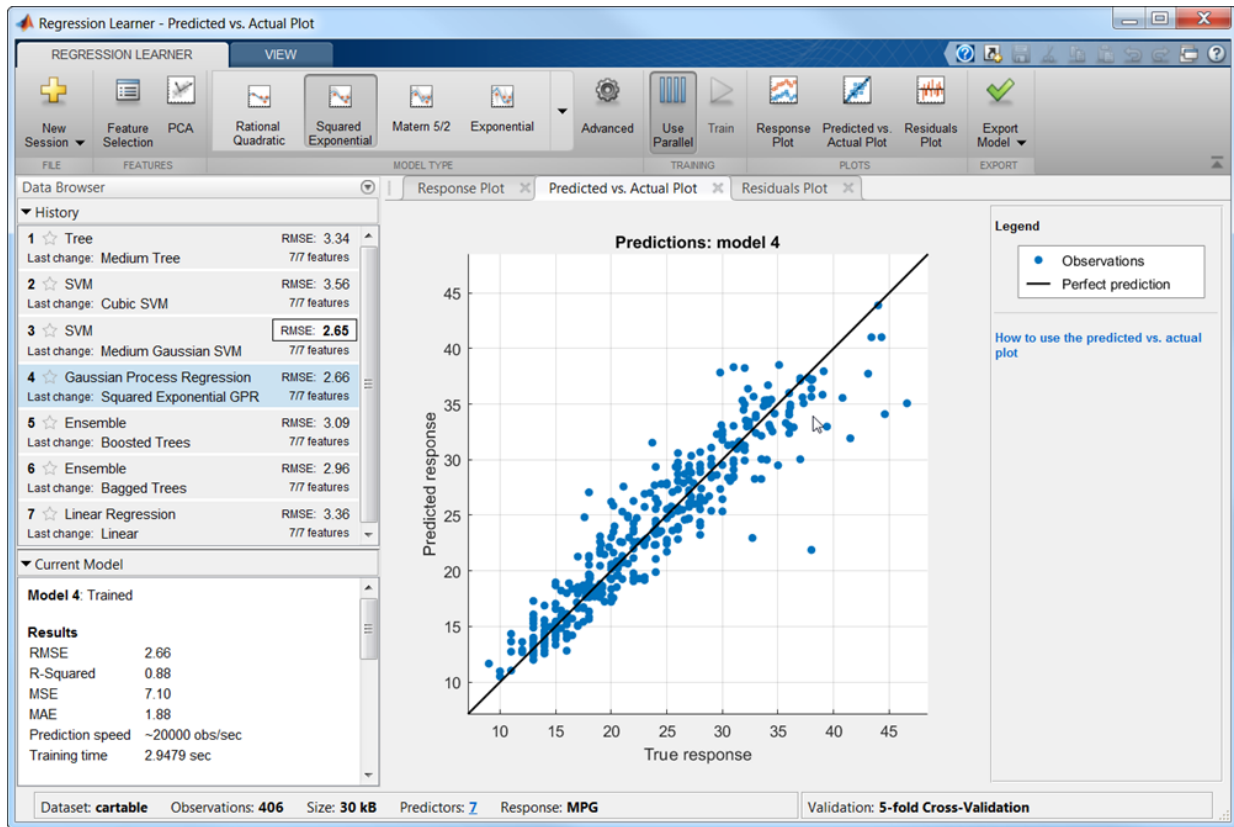 Regression Learner - Predicted vs. Actual Plot
REGRESSION LEARNER
VIEW
New Session
Feature Selection
PCA
Rational Quadratic
Squared Exponential
Matern 5/2
Exponential
Advanced
Use Parallel
Train
Response Plot
Predicted vs. Actual Plot
Residuals Plot
Export Model
FILE
FEATURES
MODEL TYPE
TRAINING
PLOTS
EXPORT
Data Browser
History
1 Tree RMSE: 3.34
Last change: Medium Tree 7/7 features
2 SVM RMSE: 3.56
Last change: Cubic SVM 7/7 features
3 SVM RMSE: 2.65
Last change: Medium Gaussian SVM 7/7 features
4 Gaussian Process Regression RMSE: 2.66
Last change: Squared Exponential GPR 7/7 features
5 Ensemble RMSE: 3.09
Last change: Boosted Trees 7/7 features
6 Ensemble RMSE: 2.96
Last change: Bagged Trees 7/7 features
7 Linear Regression RMSE: 3.36
Last change: Linear 7/7 features
Current Model
Model 4: Trained
Results
RMSE 2.66
R-Squared 0.88
MSE 7.10
MAE 1.88
Prediction speed ~20000 obs/sec
Training time 2.9479 sec
Response Plot
Predicted vs. Actual Plot
Residuals Plot
Predictions: model 4
Predicted response
45
40
35
30
25
20
15
10
10 15 20 25 30 35 40 45
True response
Legend
Observations
Perfect prediction
How to use the predicted vs. actual
plot
Dataset: cartable Observations: 406 Size: 30 kB Predictors: 7 Response: MPG
Validation: 5-fold Cross-Validation